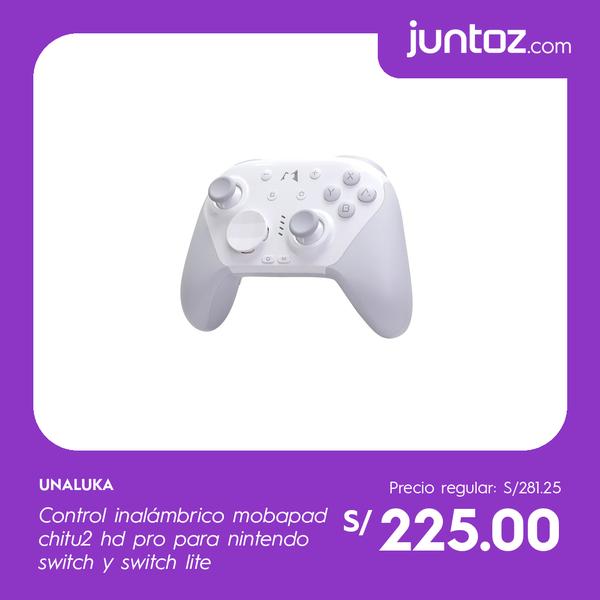 juntoz.com
X
Y
A
B
UNALUKA
Control inalámbrico mobapad
chitu2 hd pro para nintendo
switch y switch lite
Precio regular: S/281.25
S/ 225.00